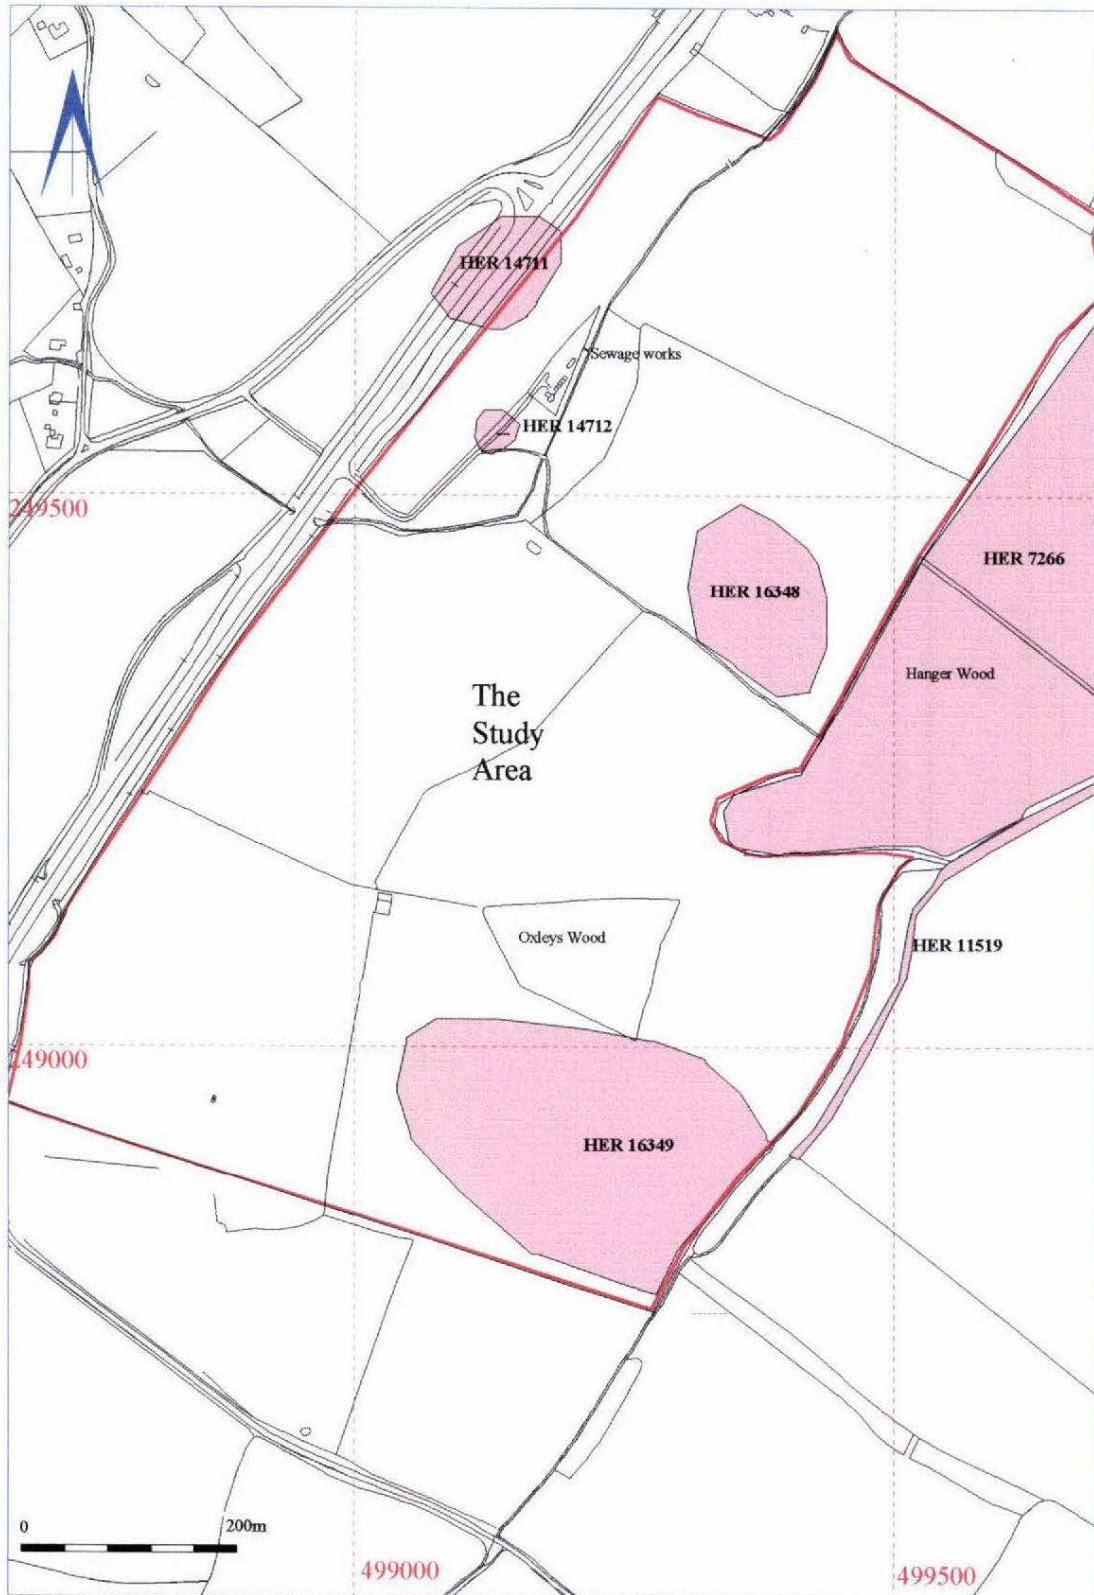 HER 14711
Sewage works
HER 14712
249500
HER 7266
HER 16348
Hanger Wood
The
Study
Area
Oxleys Wood
HER 11519
249000
HER 16349
0 200m
499000
499500